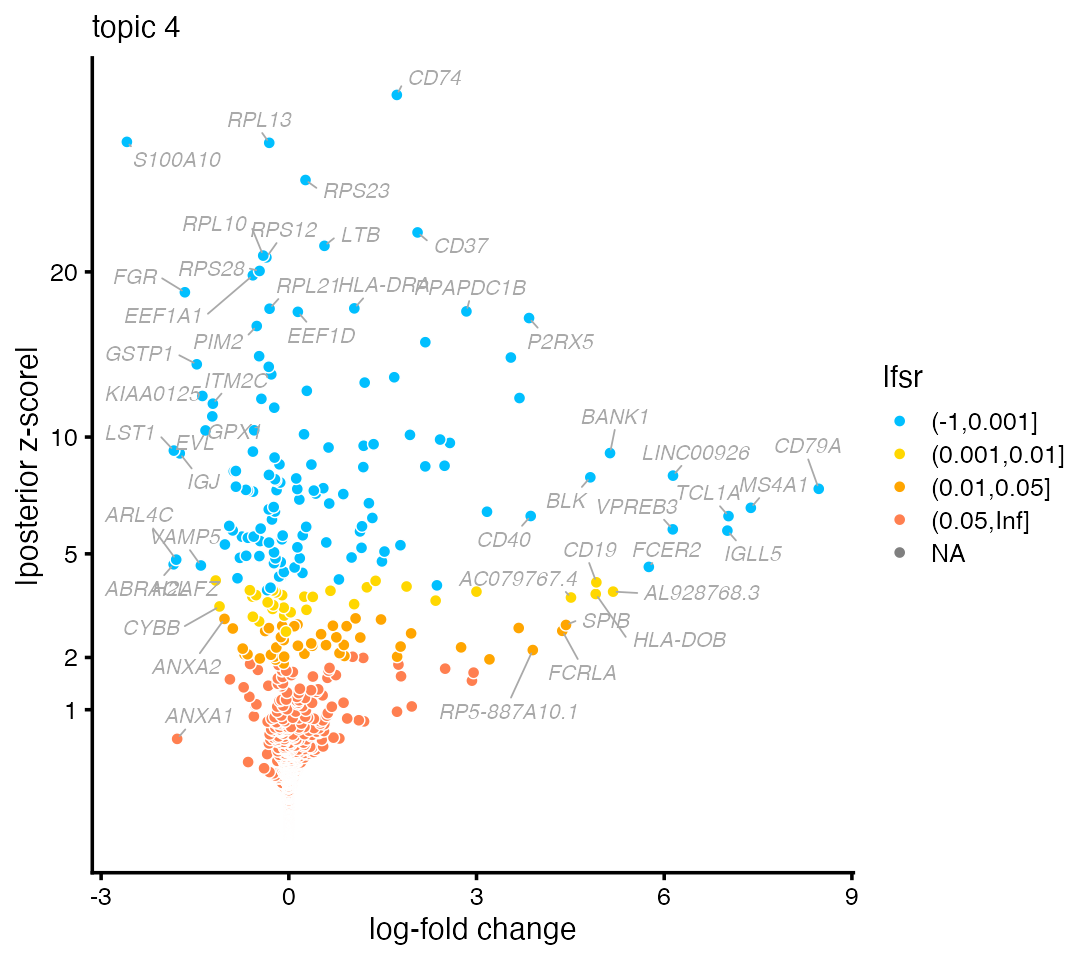 topic 4
CD74
RPL13
S100A10
RPS23
RPL10
RPS12
LTB
CD37
RPS28
FGR
RPL21
HLA-DRA
PPAPDC1B
EEF1A1
PIM2
EEF1D
P2RX5
GSTP1
ITM2C
KIAA0125
LST1
EVL
GPX1
IGJ
BANK1
LINC00926
CD79A
BLK
VPREB3
TCL1A
MS4A1
ARL4C
VAMP5
CD40
CD19
FCER2
IGLL5
ABRACL
H2AFZ
AC079767.4
AL928768.3
CYBB
SPIB
HLA-DOB
ANXA2
FCRLA
ANXA1
RP5-887A10.1
20
10
5
2
1
|posterior z-score|
-3
0
3
6
9
log-fold change
lfsr
(-1,0.001]
(0.001,0.01]
(0.01,0.05]
(0.05,Inf]
NA